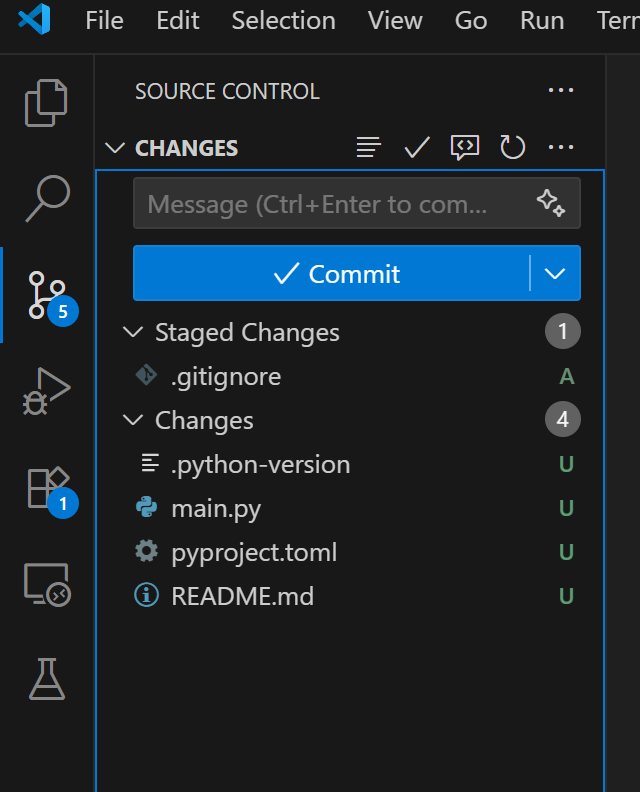 File Edit Selection View Go Run Ter
SOURCE CONTROL
CHANGES
Message (Ctrl+Enter to com...
Commit
Staged Changes 1
.gitignore A
5
Changes 4
.python-version U
main.py U
1
pyproject.toml U
README.md U